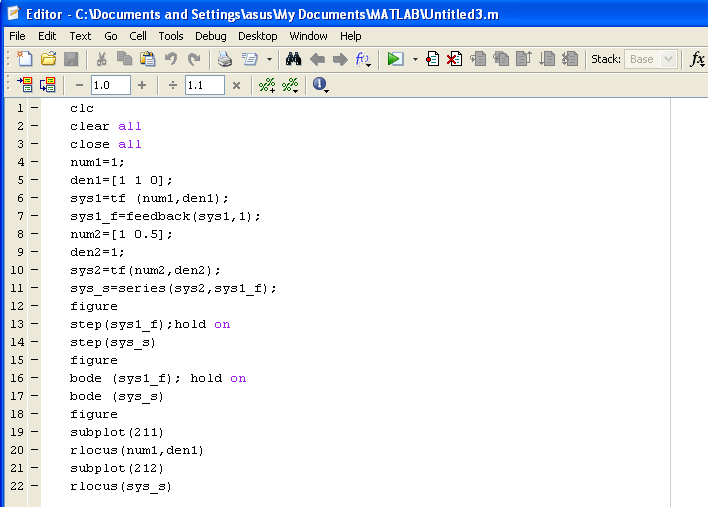 Editor - C:\Documents and Settings\asus\My Documents\MATLAB\Untitled3.m
File Edit Text Go Cell Tools Debug Desktop Window Help
Stack: Base fx
− 1.0 + ÷ 1.1 ×
1 − clc
2 − clear all
3 − close all
4 − num1=1;
5 − den1=[1 1 0];
6 − sys1=tf (num1,den1);
7 − sys1_f=feedback(sys1,1);
8 − num2=[1 0.5];
9 − den2=1;
10 − sys2=tf(num2,den2);
11 − sys_s=series(sys2,sys1_f);
12 − figure
13 − step(sys1_f);hold on
14 − step(sys_s)
15 − figure
16 − bode (sys1_f); hold on
17 − bode (sys_s)
18 − figure
19 − subplot(211)
20 − rlocus(num1,den1)
21 − subplot(212)
22 − rlocus(sys_s)